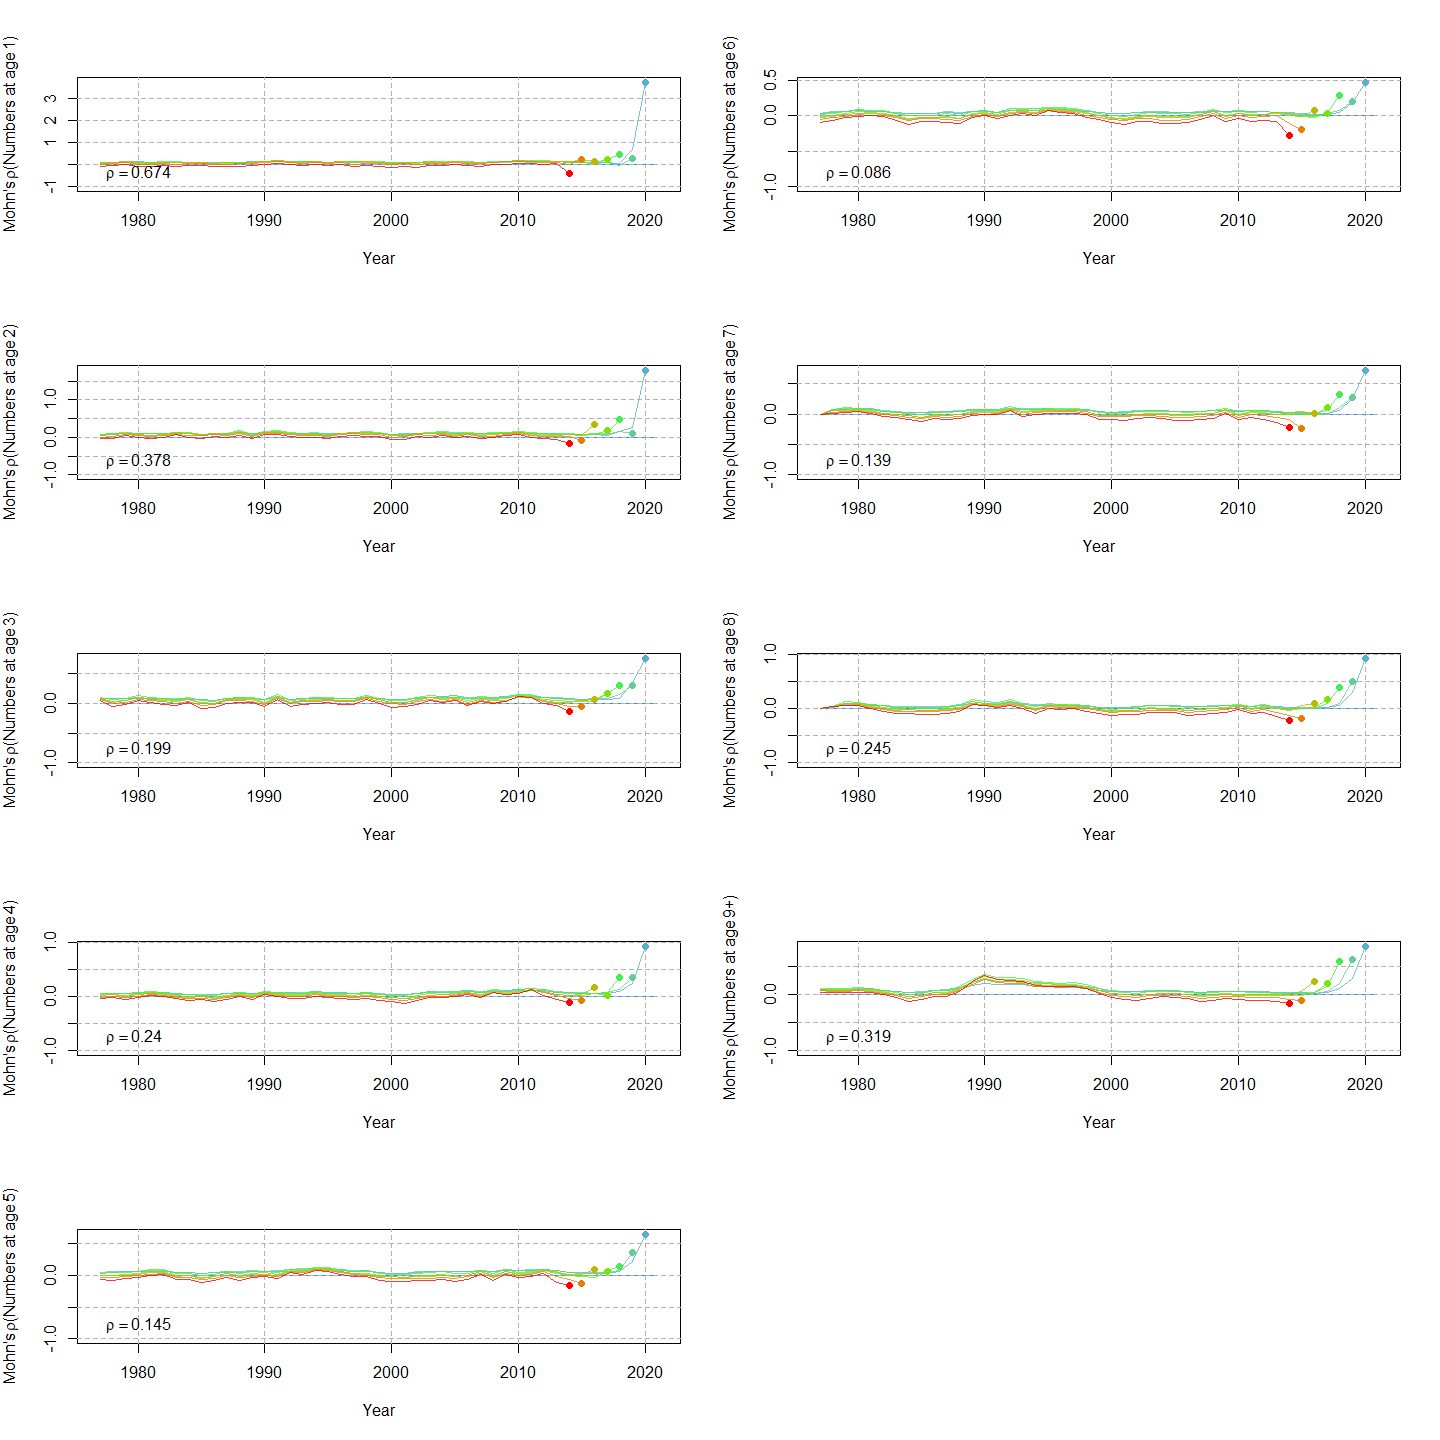 Mohn's ρ(Numbers at age 1)
3
2
1
-1
ρ = 0.674
1980 1990 2000 2010 2020
Year
Mohn's ρ(Numbers at age 2)
1.0
0.0
-1.0
ρ = 0.378
1980 1990 2000 2010 2020
Year
Mohn's ρ(Numbers at age 3)
0.0
-1.0
ρ = 0.199
1980 1990 2000 2010 2020
Year
Mohn's ρ(Numbers at age 4)
1.0
0.0
-1.0
ρ = 0.24
1980 1990 2000 2010 2020
Year
Mohn's ρ(Numbers at age 5)
0.0
-1.0
ρ = 0.145
1980 1990 2000 2010 2020
Year
Mohn's ρ(Numbers at age 6)
0.5
0.0
-1.0
ρ = 0.086
1980 1990 2000 2010 2020
Year
Mohn's ρ(Numbers at age 7)
0.0
-1.0
ρ = 0.139
1980 1990 2000 2010 2020
Year
Mohn's ρ(Numbers at age 8)
1.0
0.0
-1.0
ρ = 0.245
1980 1990 2000 2010 2020
Year
Mohn's ρ(Numbers at age 9+)
0.0
-1.0
ρ = 0.319
1980 1990 2000 2010 2020
Year